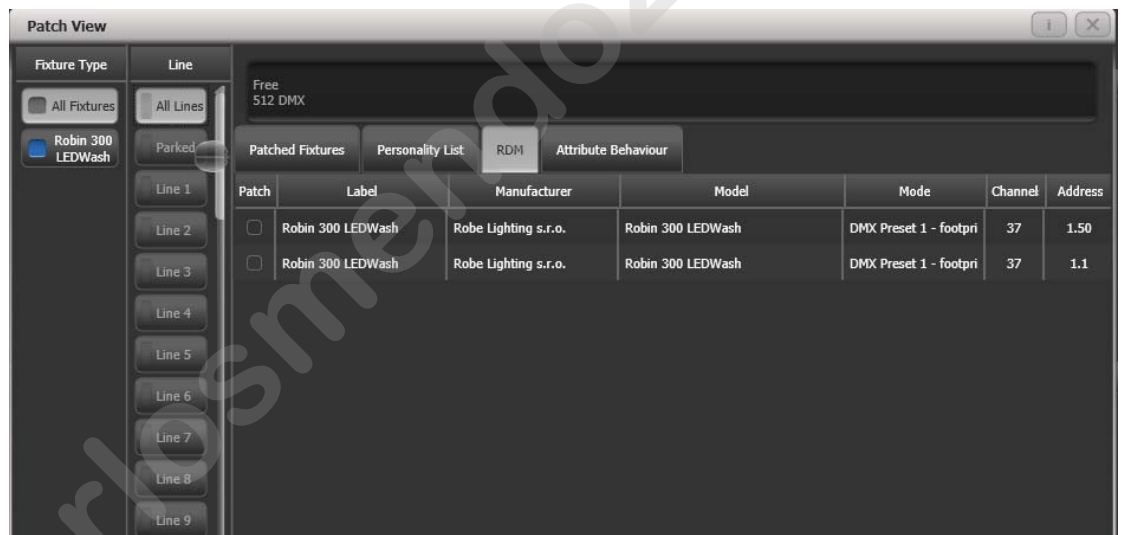 Patch View
i X
Fixture Type
Line
All Fixtures
Robin 300
LEDWash
All Lines
Parked
Line 1
Line 2
Line 3
Line 4
Line 5
Line 6
Line 7
Line 8
Line 9
Free
512 DMX
Patched Fixtures Personality List RDM Attribute Behaviour
Patch Label Manufacturer Model Mode Channel Address
Robin 300 LEDWash Robe Lighting s.r.o. Robin 300 LEDWash DMX Preset 1 - footpri 37 1.50
Robin 300 LEDWash Robe Lighting s.r.o. Robin 300 LEDWash DMX Preset 1 - footpri 37 1.1
rlosmendoz